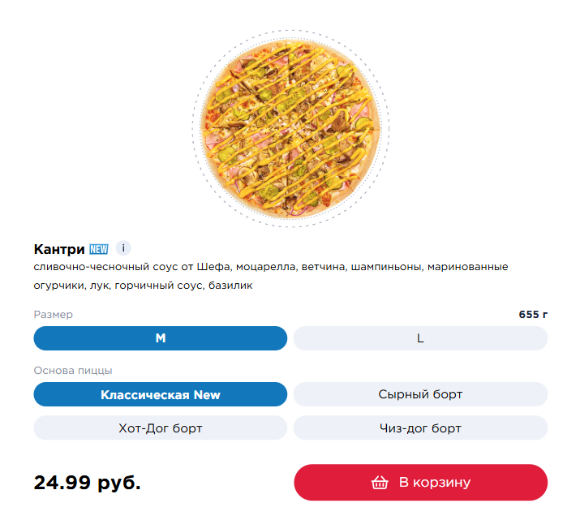 Кантри NEW i
сливочно-чесночный соус от Шефа, моцарелла, ветчина, шампиньоны, маринованные
огурчики, лук, горчичный соус, базилик
Размер 655 г
M L
Основа пиццы
Классическая New Сырный борт
Хот-Дог борт Чиз-дог борт
24.99 руб. В корзину